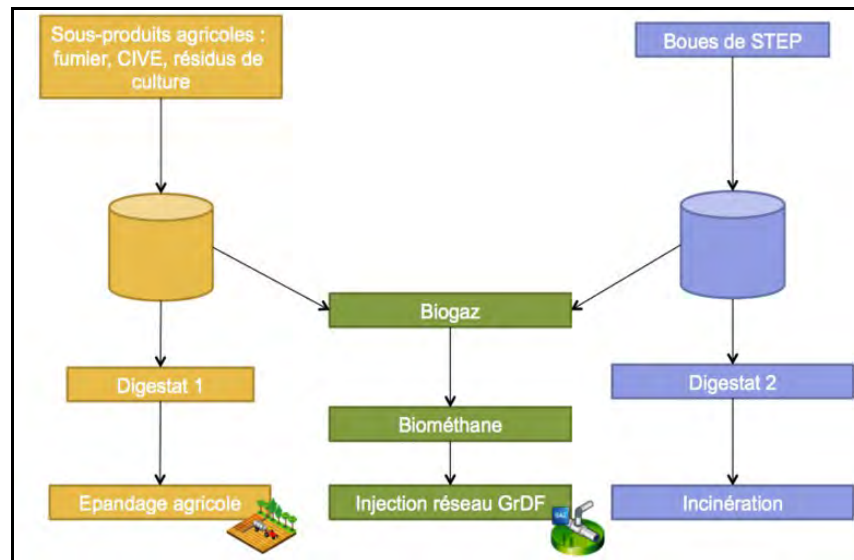 Sous-produits agricoles :
fumier, CIVE, résidus de
culture
Boues de STEP
Biogaz
Digestat 1
Digestat 2
Biométhane
Epandage agricole
Injection réseau GrDF
Incinération
GAZ